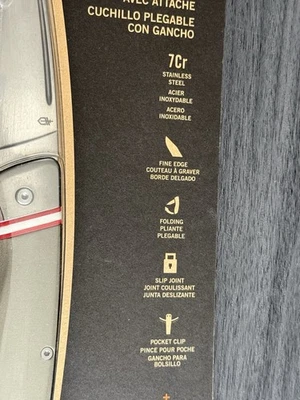 AVEC ATTACHE
CUCHILLO PLEGABLE
CON GANCHO
7Cr
STAINLESS
STEEL
ACIER
INOXYDABLE
ACERO
INOXIDABLE
FINE EDGE
COUTEAU À GRAVER
BORDE DELGADO
FOLDING
PLIANTE
PLEGABLE
SLIP JOINT
JOINT COULISSANT
JUNTA DESLIZANTE
POCKET CLIP
PINCE POUR POCHE
GANCHO PARA
BOLSILLO